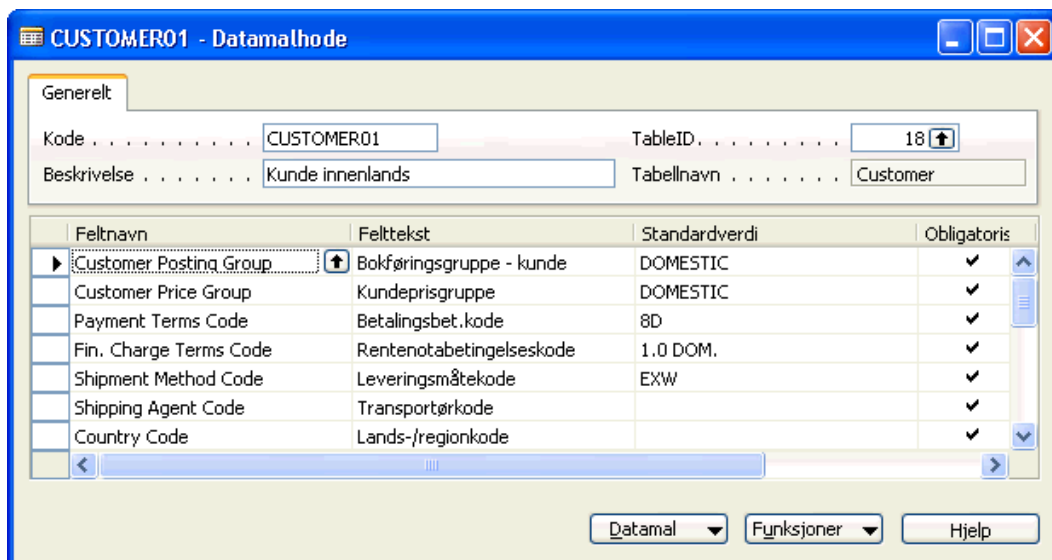 CUSTOMER01 - Datamalhode
Generelt
Kode . . . . . . . . . . CUSTOMER01 TableID. . . . . . . . . 18
Beskrivelse . . . . . . . Kunde innenlands Tabellnavn . . . . . . . Customer
Feltnavn Felttekst Standardverdi Obligatoris
Customer Posting Group Bokføringsgruppe - kunde DOMESTIC
Customer Price Group Kundeprisgruppe DOMESTIC
Payment Terms Code Betalingsbet.kode 8D
Fin. Charge Terms Code Rentenotabetingelseskode 1.0 DOM.
Shipment Method Code Leveringsmåtekode EXW
Shipping Agent Code Transportørkode
Country Code Lands-/regionkode
Datamal Funksjoner Hjelp